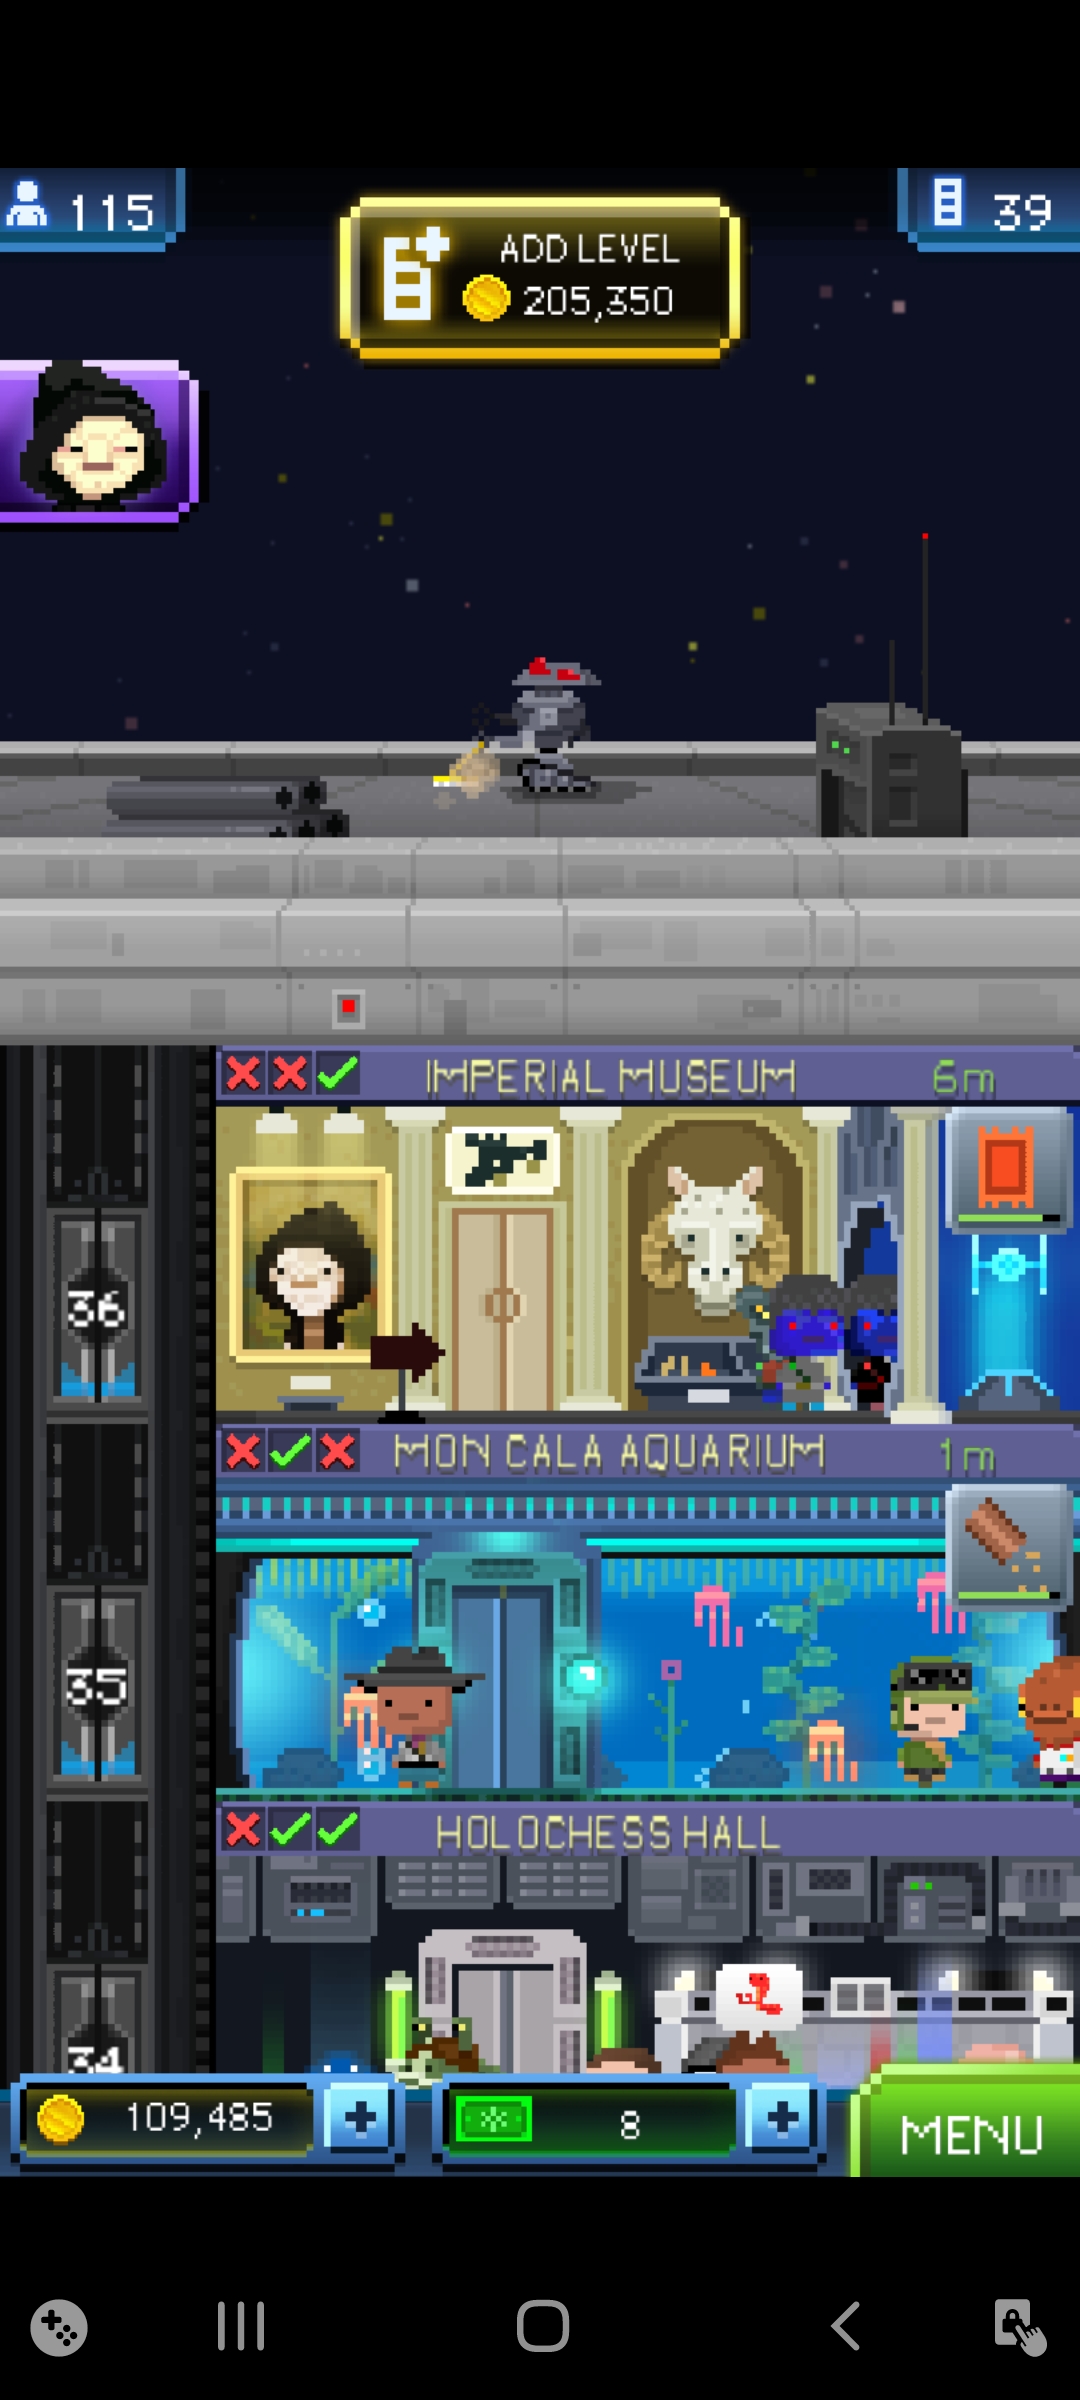 115
ADD LEVEL
205,350
39
IMPERIAL MUSEUM
6m
36
MON CALA AQUARIUM
1m
35
HOLOCHESS HALL
34
109,485
8
MENU